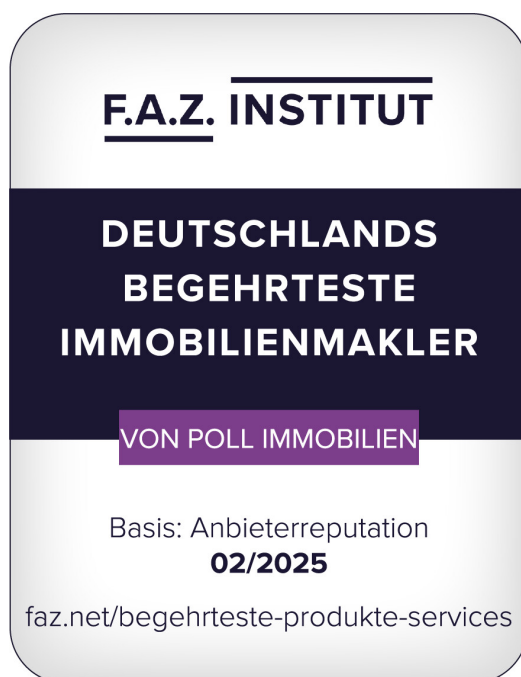 F.A.Z. INSTITUT
DEUTSCHLANDS
BEGEHRTESTE
IMMOBILIENMAKLER
VON POLL IMMOBILIEN
Basis: Anbieterreputation
02/2025
faz.net/begehrteste-produkte-services